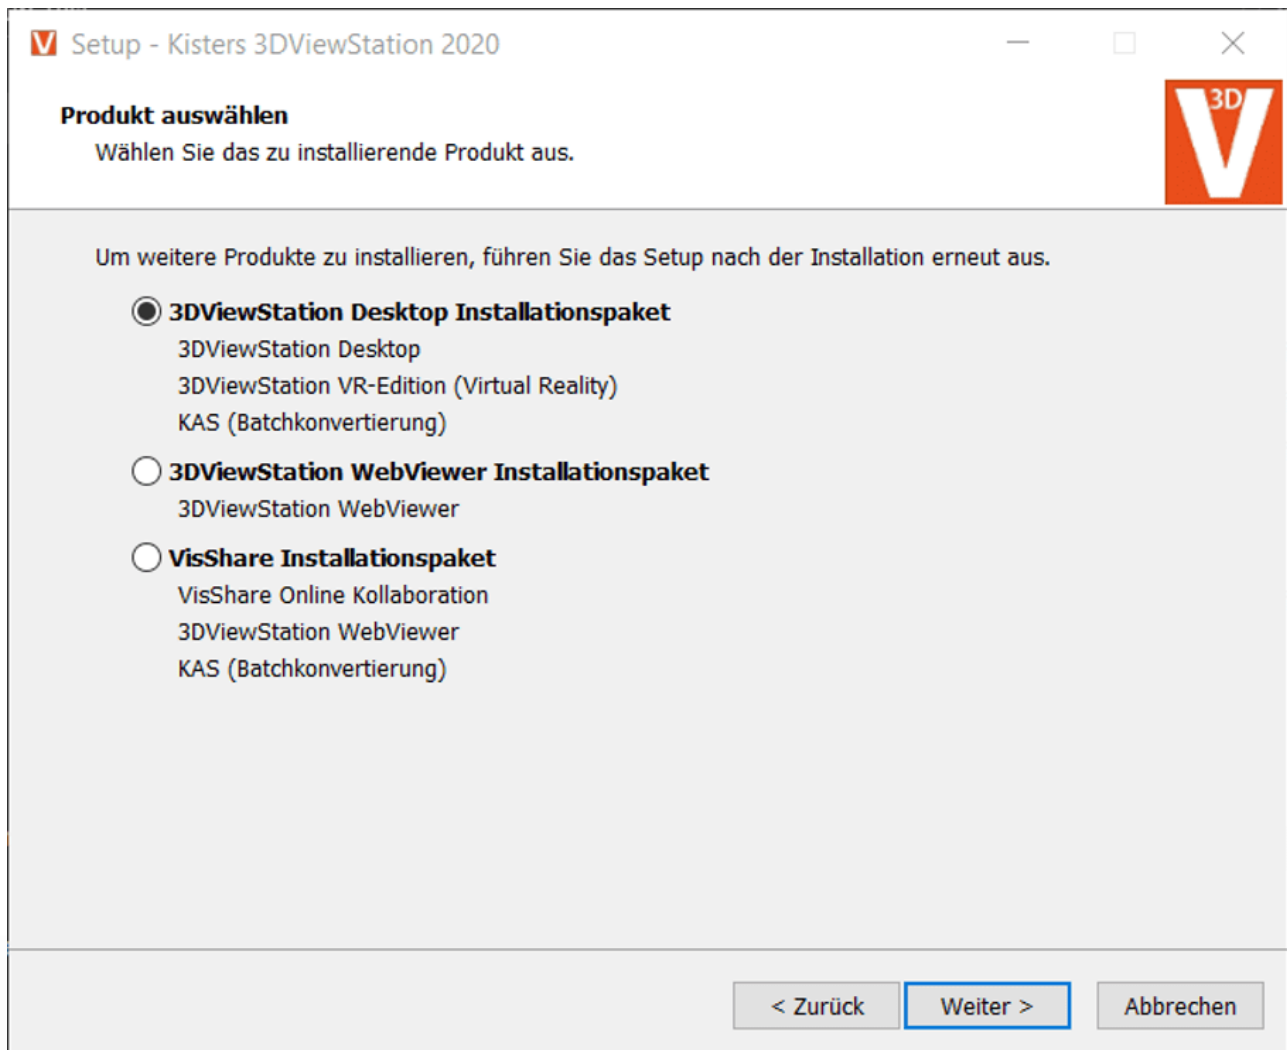 V Setup - Kisters 3DViewStation 2020
Produkt auswählen
Wählen Sie das zu installierende Produkt aus.
3D
V
Um weitere Produkte zu installieren, führen Sie das Setup nach der Installation erneut aus.
3DViewStation Desktop Installationspaket
3DViewStation Desktop
3DViewStation VR-Edition (Virtual Reality)
KAS (Batchkonvertierung)
3DViewStation WebViewer Installationspaket
3DViewStation WebViewer
VisShare Installationspaket
VisShare Online Kollaboration
3DViewStation WebViewer
KAS (Batchkonvertierung)
< Zurück Weiter > Abbrechen